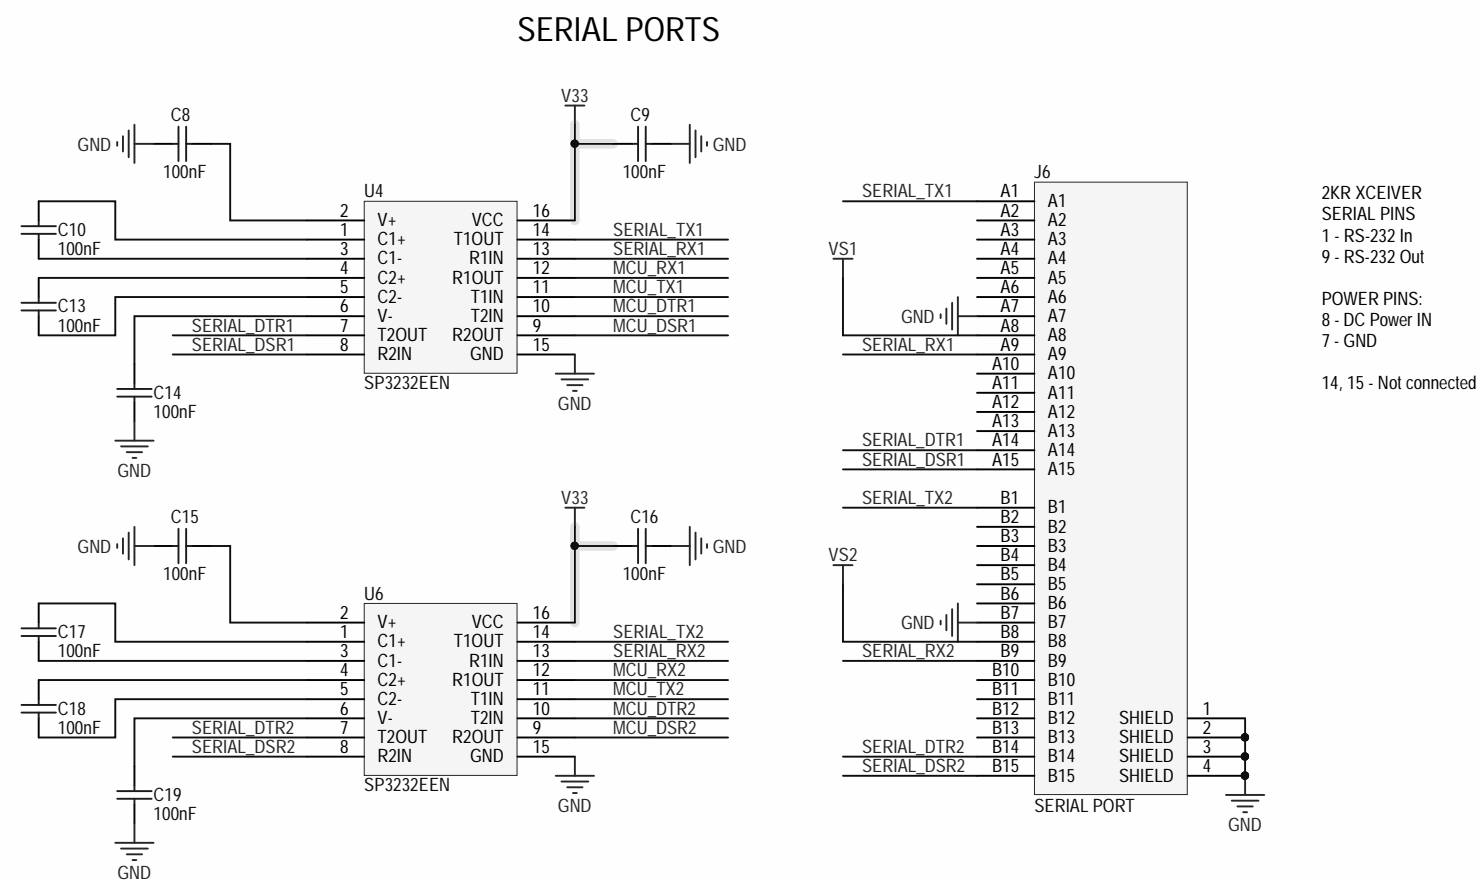 SERIAL PORTS
V33
C8
C9
GND
GND
100nF
100nF
U4
2 V+ VCC 16
1 C1+ T1OUT 14 SERIAL_TX1
C10
100nF
3 C1- R1IN 13 SERIAL_RX1
4 C2+ R1OUT 12 MCU_RX1
5 C2- T1IN 11 MCU_TX1
C13
100nF
6 V- T2IN 10 MCU_DTR1
SERIAL_DTR1 7 T2OUT R2OUT 9 MCU_DSR1
SERIAL_DSR1 8 R2IN GND 15
SP3232EEN
C14
100nF
GND
GND
V33
C15
C16
GND
GND
100nF
100nF
U6
2 V+ VCC 16
1 C1+ T1OUT 14 SERIAL_TX2
C17
100nF
3 C1- R1IN 13 SERIAL_RX2
4 C2+ R1OUT 12 MCU_RX2
5 C2- T1IN 11 MCU_TX2
C18
100nF
6 V- T2IN 10 MCU_DTR2
SERIAL_DTR2 7 T2OUT R2OUT 9 MCU_DSR2
SERIAL_DSR2 8 R2IN GND 15
SP3232EEN
C19
100nF
GND
GND
J6
SERIAL_TX1 A1 A1
A2 A2
A3 A3
A4 A4
VS1
A5 A5
A6 A6
GND A7 A7
A8 A8
SERIAL_RX1 A9 A9
A10 A10
A11 A11
A12 A12
A13 A13
SERIAL_DTR1 A14 A14
SERIAL_DSR1 A15 A15
SERIAL_TX2 B1 B1
B2 B2
B3 B3
B4 B4
VS2
B5 B5
B6 B6
GND B7 B7
B8 B8
SERIAL_RX2 B9 B9
B10 B10
B11 B11
B12 B12 SHIELD 1
B13 B13 SHIELD 2
SERIAL_DTR2 B14 B14 SHIELD 3
SERIAL_DSR2 B15 B15 SHIELD 4
SERIAL PORT
GND
2KR XCEIVER
SERIAL PINS
1 - RS-232 In
9 - RS-232 Out
POWER PINS:
8 - DC Power IN
7 - GND
14, 15 - Not connected